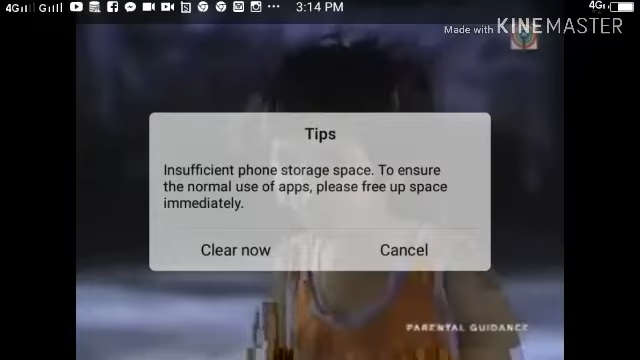 4G G 3:14 PM 4G
Made with KINEMASTER
Tips
Insufficient phone storage space. To ensure
the normal use of apps, please free up space
immediately.
Clear now Cancel
PARENTAL GUIDANCE